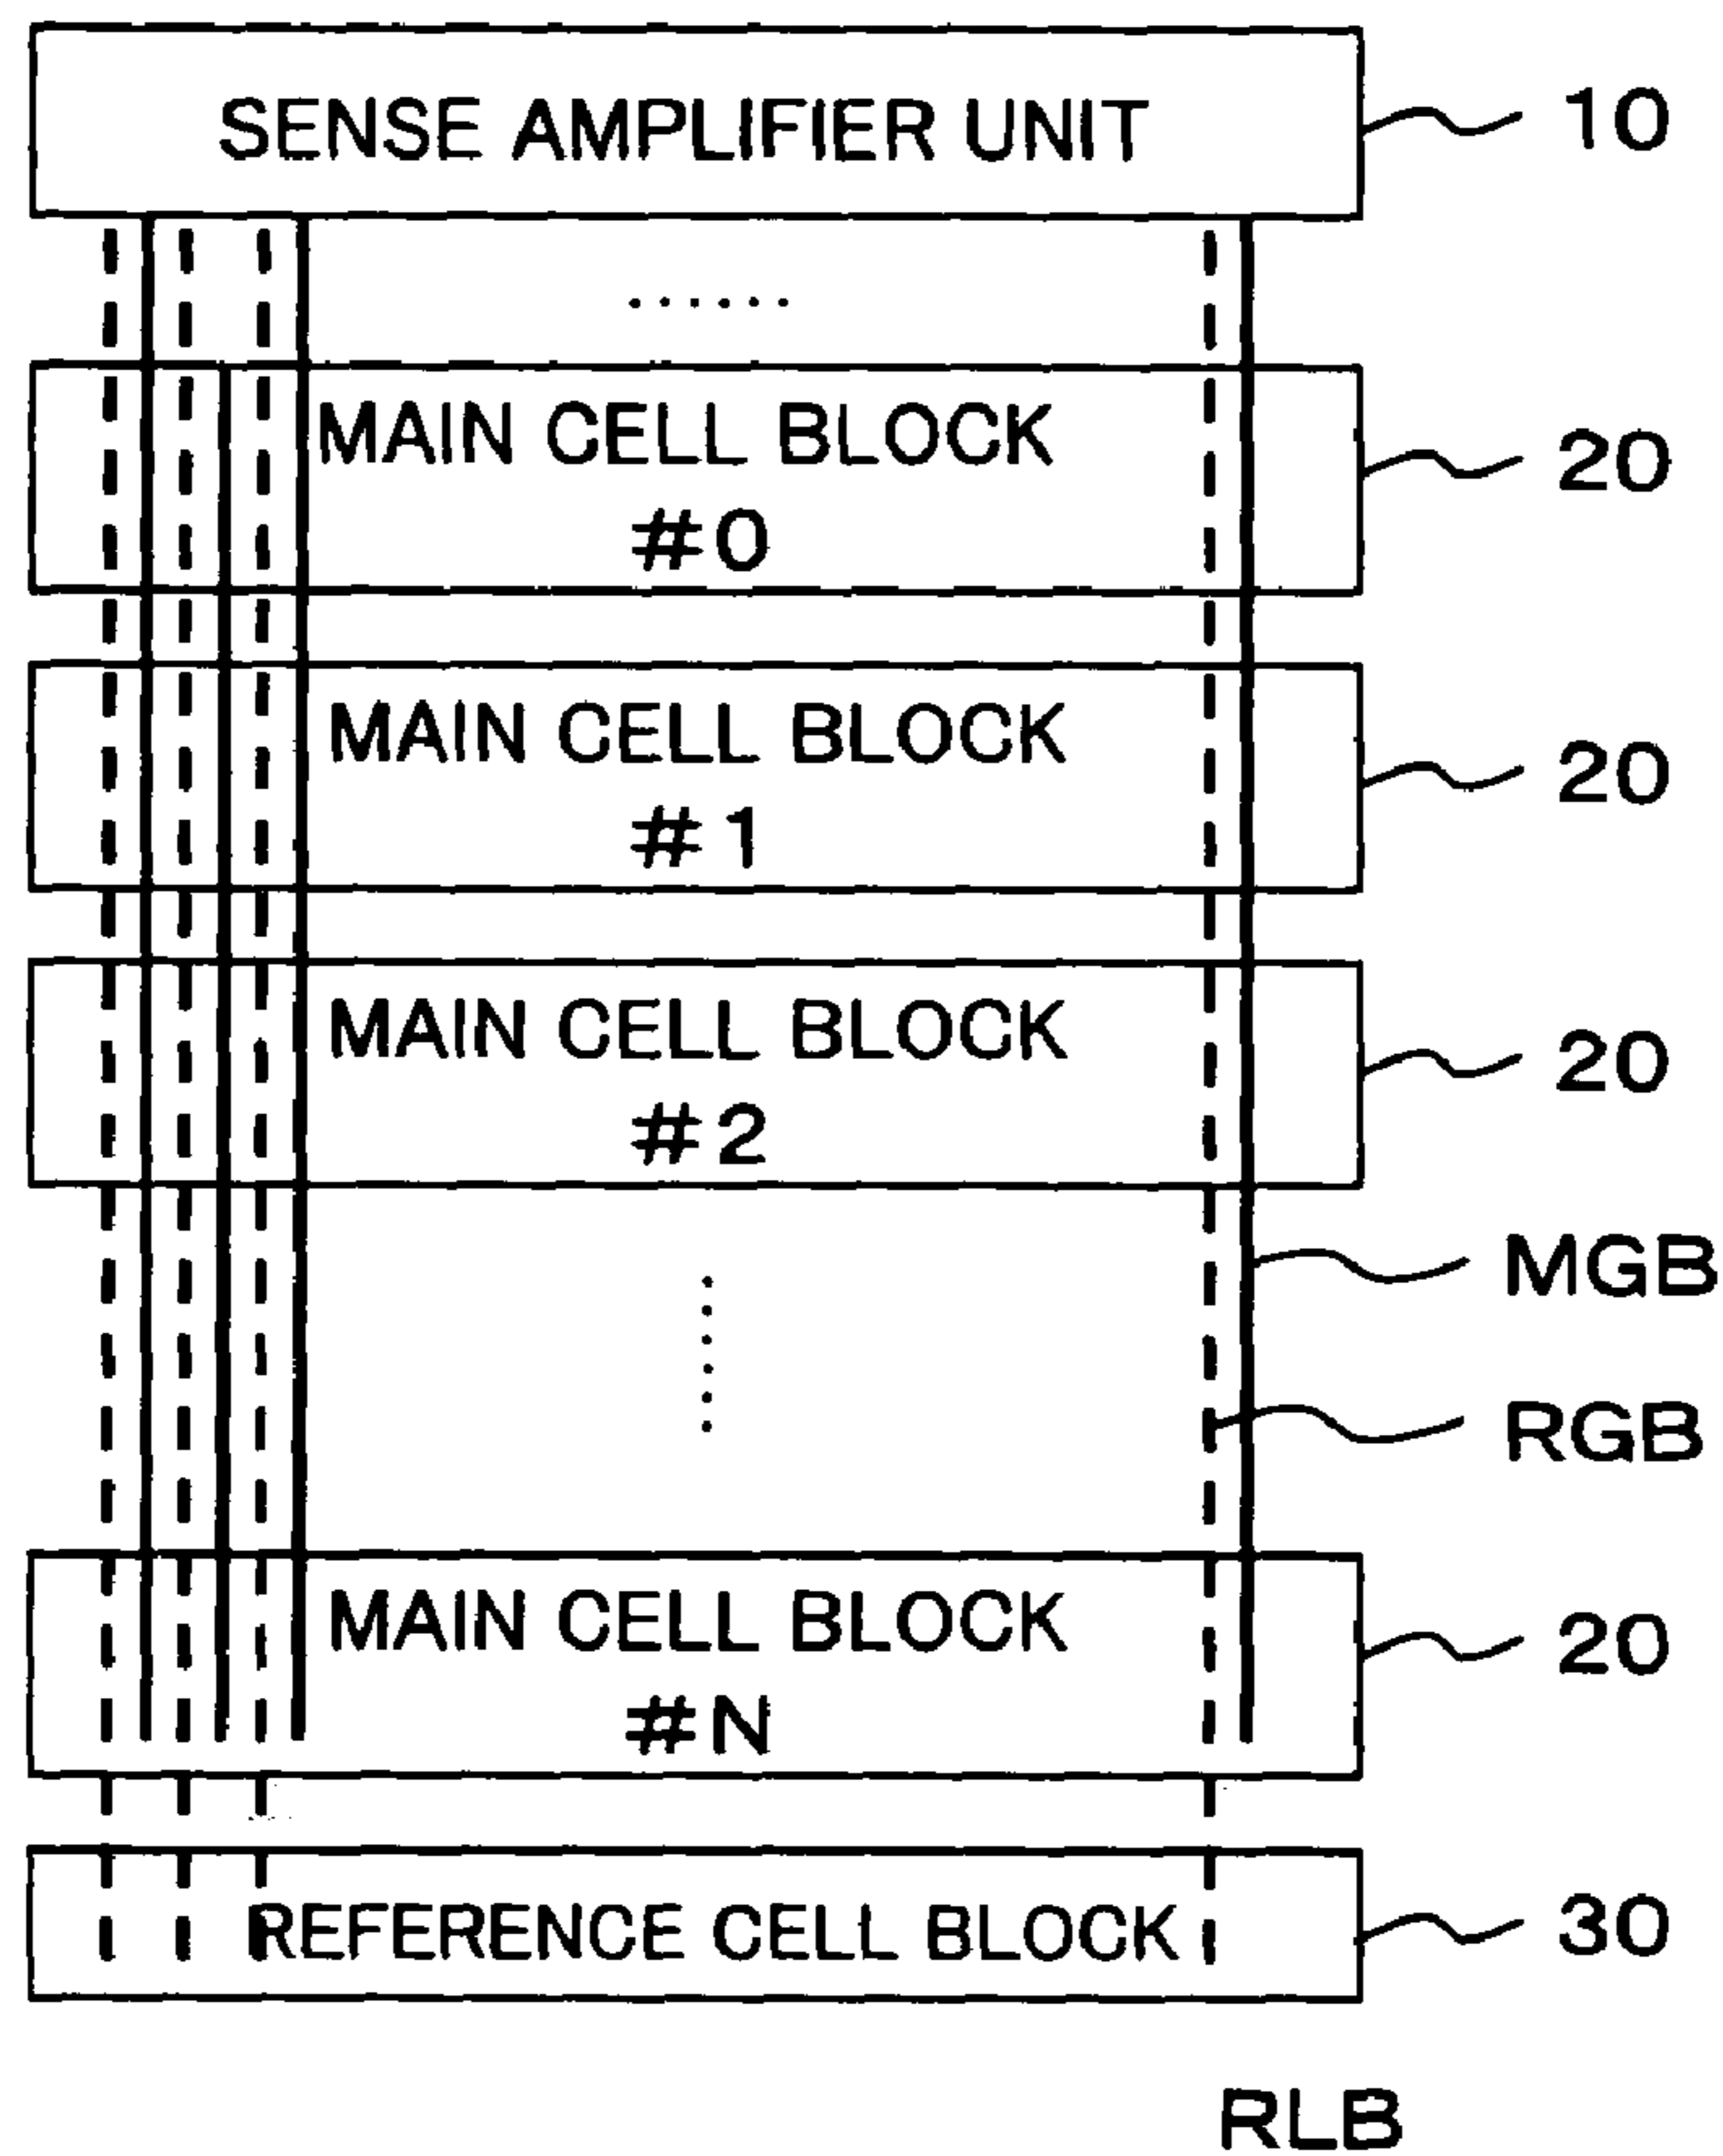 SENSE AMPLIFIER UNIT
10
MAIN CELL BLOCK
#0
20
MAIN CELL BLOCK
#1
20
MAIN CELL BLOCK
#2
20
MGB
RGB
MAIN CELL BLOCK
#N
20
REFERENCE CELL BLOCK
30
RLB